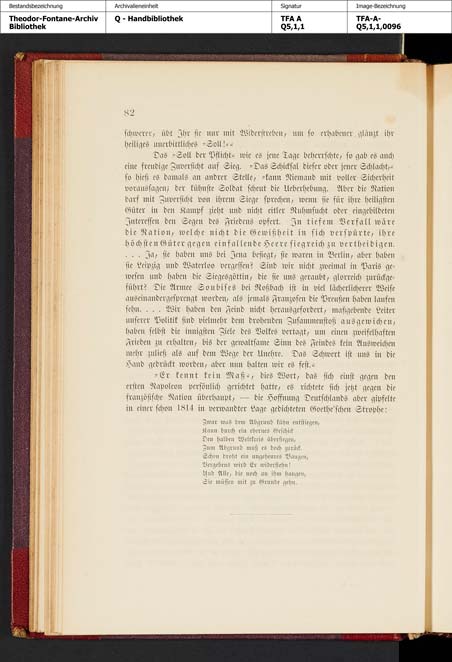 Bestandsbezeichnung
Theodor-Fontane-Archiv
Bibliothek
Archivalieneinheit
Q - Handbibliothek
Signatur
TFA A
Q5,1,1
Image-Bezeichnung
TFA-A-
Q5,1,1,0096
82
schwerer, übt Ihr sie nur mit Widerstreben, um so erhabener glänzt ihr
heiliges unerbittliches »Soll!««
Das »Soll der Pflicht« wie es jene Tage beherrschte, so gab es auch
eine freudige Zuversicht auf Sieg. »Das Schicksal dieser oder jener Schlacht,«
so hieß es damals an andrer Stelle, »kann Niemand mit voller Sicherheit
voraussagen; der kühnste Soldat scheut die Ueberhebung. Aber die Nation
darf mit Zuversicht von ihrem Siege sprechen, wenn sie für ihre heiligsten
Güter in den Kampf zieht und nicht eitler Ruhmsucht oder eingebildeten
Interessen den Segen des Friedens opfert. In tiefem Verfall wäre
die Nation, welche nicht die Gewißheit in sich verspürte, ihre
höchsten Güter gegen einfallende Heere siegreich zu vertheidigen.
. . . Ja, sie haben uns bei Jena besiegt, sie waren in Berlin, aber haben
sie Leipzig und Waterloo vergessen? Sind wir nicht zweimal in Paris ge-
wesen und haben die Siegesgöttin, die sie uns geraubt, glorreich zurückge-
führt? Die Armee Soubises bei Roßbach ist in viel lächerlicherer Weise
auseinandergesprengt worden, als jemals Franzosen die Preußen haben laufen
sehn. . . . Wir haben den Feind nicht herausgefordert, maßgebende Leiter
unserer Politik sind vielmehr dem drohenden Zusammenstoß ausgewichen,
haben selbst die innigsten Ziele des Volkes vertagt, um einen zweifelhaften
Frieden zu erhalten, bis der gewaltsame Sinn des Feindes kein Ausweichen
mehr zuließ als auf dem Wege der Unehre. Das Schwert ist uns in die
Hand gedrückt worden, aber nun halten wir es fest.«
»Er kennt kein Maß«, dies Wort, das sich einst gegen den
ersten Napoleon persönlich gerichtet hatte, es richtete sich jetzt gegen die
französische Nation überhaupt, — die Hoffnung Deutschlands aber gipfelte
in einer schon 1814 in verwandter Lage gedichteten Goethe'schen Strophe:
Zwar was dem Abgrund kühn entstiegen,
Kann durch ein ehernes Geschick
Den halben Weltkreis übersiegen,
Zum Abgrund muß es doch zurück.
Schon droht ein ungeheures Bangen,
Vergebens wird Er widerstehn!
Und Alle, die noch an ihm hangen,
Sie müssen mit zu Grunde gehn.